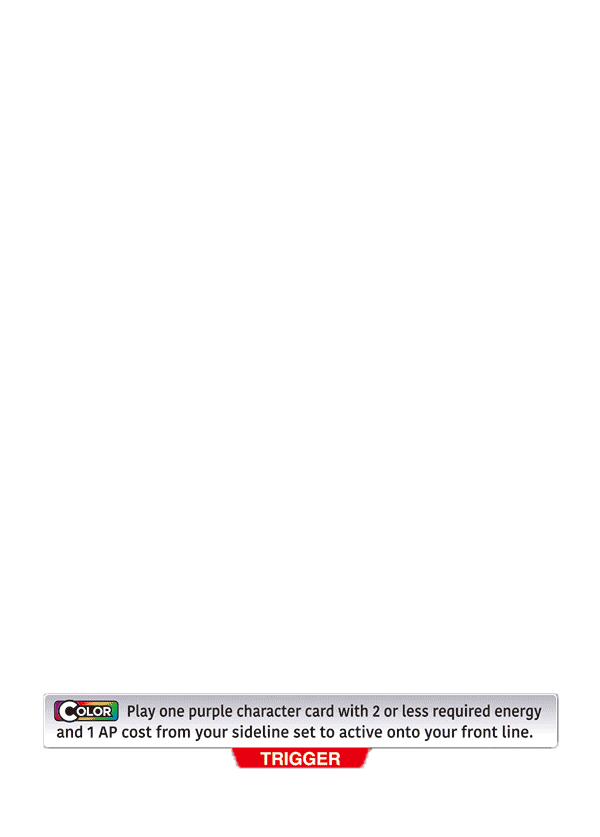 COLOR Play one purple character card with 2 or less required energy
and 1 AP cost from your sideline set to active onto your front line.
TRIGGER